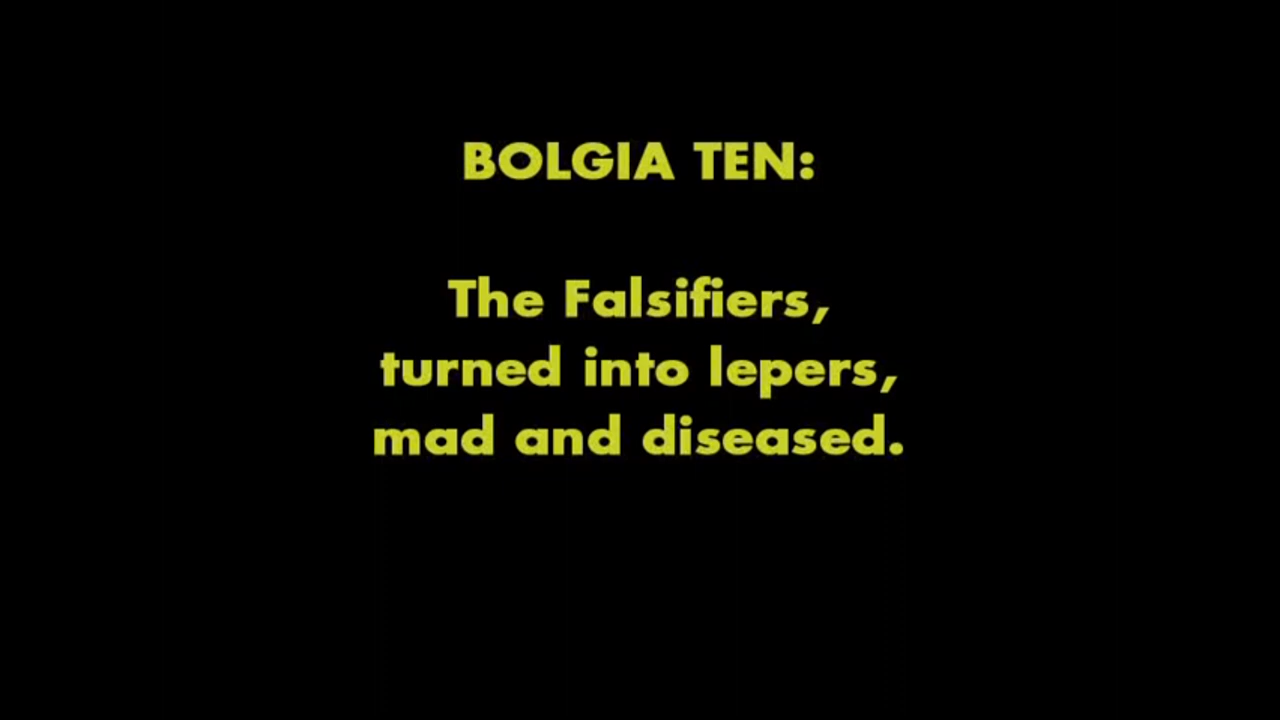 BOLGIA TEN:
The Falsifiers,
turned into lepers,
mad and diseased.